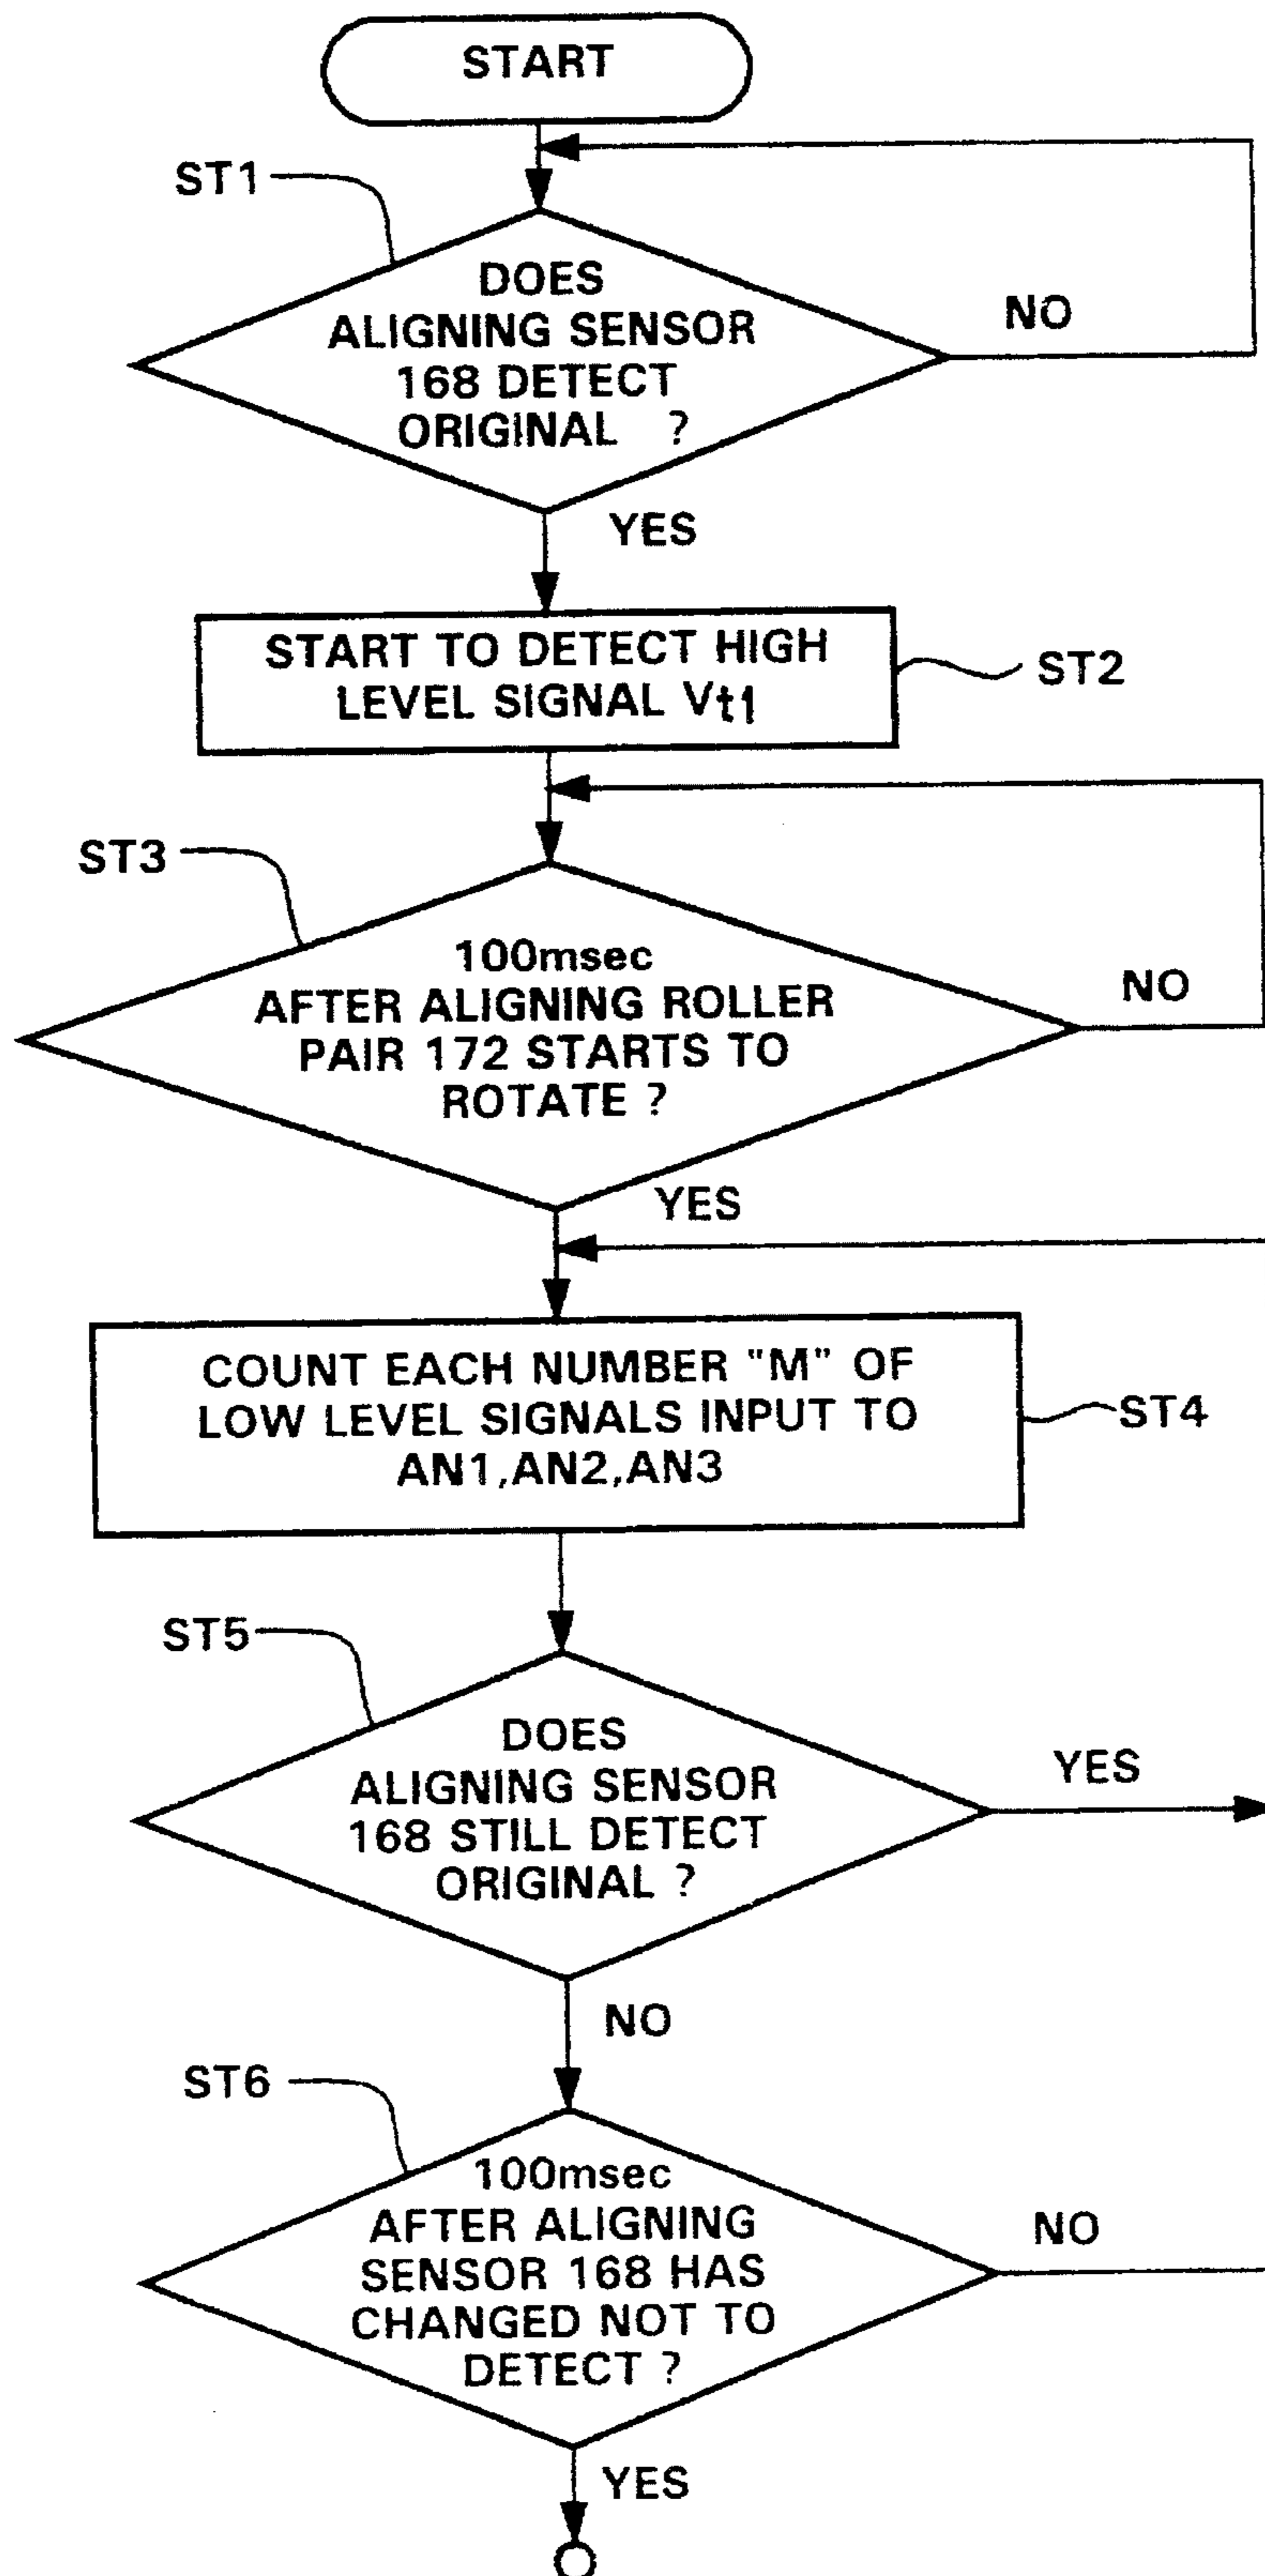 START
ST1
DOES
ALIGNING SENSOR
168 DETECT
ORIGINAL ?
NO
YES
START TO DETECT HIGH
LEVEL SIGNAL Vt1
ST2
ST3
100msec
AFTER ALIGNING ROLLER
PAIR 172 STARTS TO
ROTATE ?
NO
YES
COUNT EACH NUMBER "M" OF
LOW LEVEL SIGNALS INPUT TO
AN1,AN2,AN3
ST4
ST5
DOES
ALIGNING SENSOR
168 STILL DETECT
ORIGINAL ?
YES
NO
ST6
100msec
AFTER ALIGNING
SENSOR 168 HAS
CHANGED NOT TO
DETECT ?
NO
YES